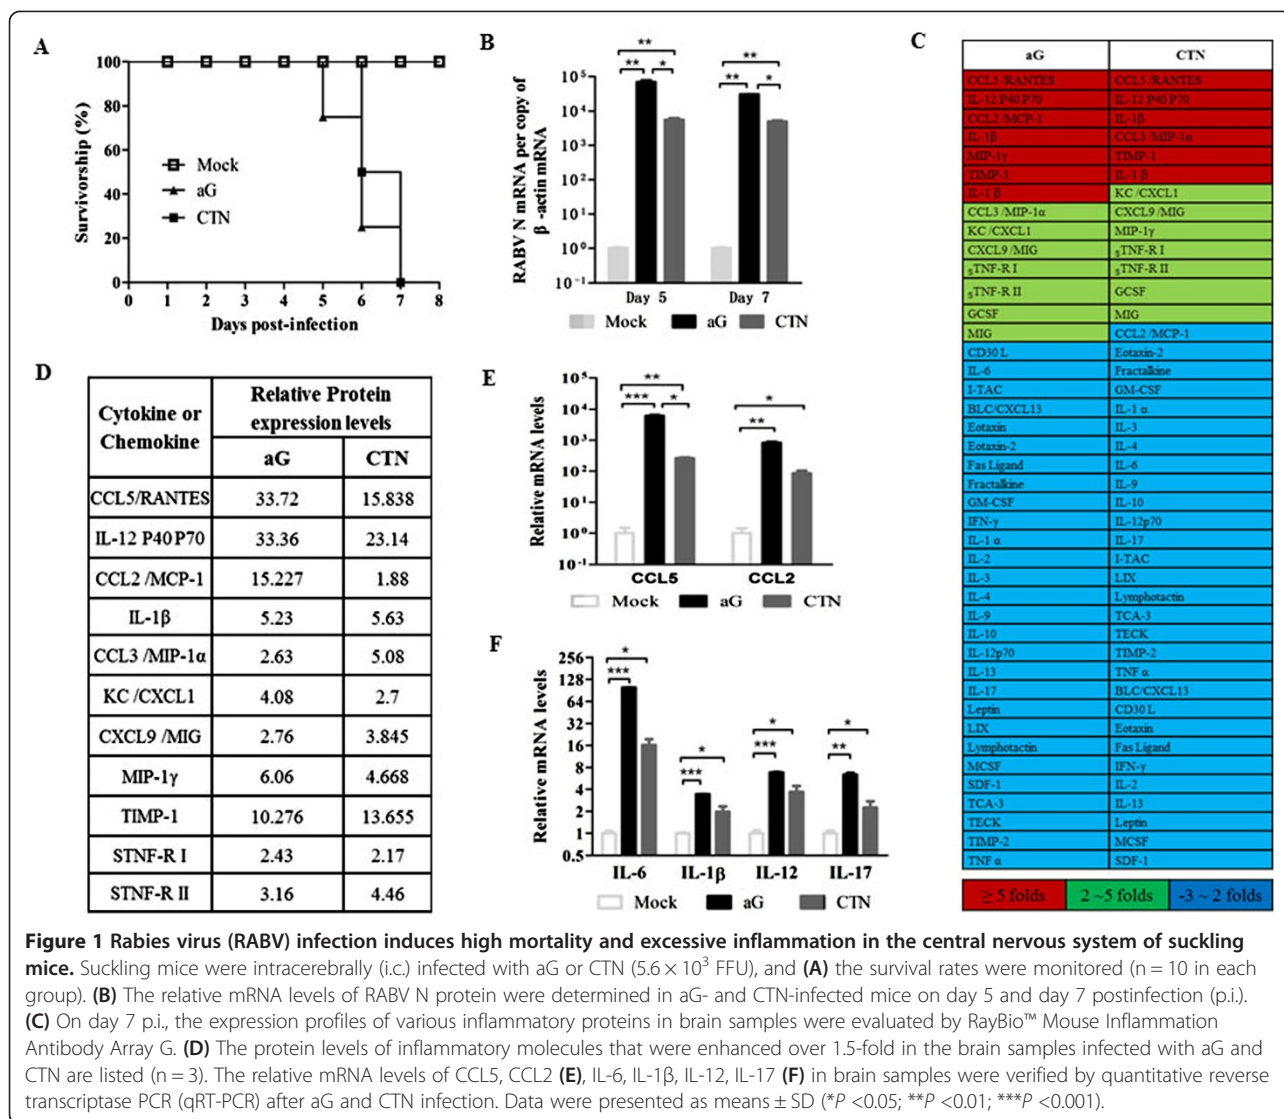 A
Survivorship (%)
100
80
60
40
20
0
Mock
aG
CTN
0 1 2 3 4 5 6 7 8
Days post-infection
B
RABV N mRNA per copy of
β -actin mRNA
10⁵
10⁴
10³
10²
10¹
10⁰
10⁻¹
** ** * ** ** *
Day 5 Day 7
Mock aG CTN
C
aG CTN
CCL5 /RANTES CCL5 /RANTES
IL-12 P40 P70 IL-12 P40 P70
CCL2 /MCP-1 IL-1β
IL-1β CCL3 /MIP-1α
MIP-1γ TIMP-1
TIMP-1 IL-1 β
IL-1 β KC /CXCL1
CCL3 /MIP-1α CXCL9 /MIG
KC /CXCL1 MIP-1γ
CXCL9 /MIG sTNF-R I
sTNF-R I sTNF-R II
sTNF-R II GCSF
GCSF MIG
MIG CCL2 /MCP-1
CD30 L Eotaxin-2
IL-6 Fractalkine
I-TAC GM-CSF
BLC/CXCL13 IL-1 α
Eotaxin IL-3
Eotaxin-2 IL-4
Fas Ligand IL-6
Fractalkine IL-9
GM-CSF IL-10
IFN-γ IL-12p70
IL-1 α IL-17
IL-2 I-TAC
IL-3 LIX
IL-4 Lymphotactin
IL-9 TCA-3
IL-10 TECK
IL-12p70 TIMP-2
IL-13 TNF α
IL-17 BLC/CXCL13
Leptin CD30 L
LIX Eotaxin
Lymphotactin Fas Ligand
MCSF IFN-γ
SDF-1 IL-2
TCA-3 IL-13
TECK Leptin
TIMP-2 MCSF
TNF α SDF-1
≥ 5 folds 2 ~5 folds -3 ~ 2 folds
D
Cytokine or
Chemokine
Relative Protein
expression levels
aG CTN
CCL5/RANTES 33.72 15.838
IL-12 P40 P70 33.36 23.14
CCL2 /MCP-1 15.227 1.88
IL-1β 5.23 5.63
CCL3 /MIP-1α 2.63 5.08
KC /CXCL1 4.08 2.7
CXCL9 /MIG 2.76 3.845
MIP-1γ 6.06 4.668
TIMP-1 10.276 13.655
STNF-R I 2.43 2.17
STNF-R II 3.16 4.46
E
Relative mRNA levels
10⁵
10⁴
10³
10²
10¹
10⁰
10⁻¹
** *** * * **
CCL5 CCL2
Mock aG CTN
F
Relative mRNA levels
256
128
64
32
16
8
4
2
1
0.5
* *** * *** * *** * **
IL-6 IL-1β IL-12 IL-17
Mock aG CTN
Figure 1 Rabies virus (RABV) infection induces high mortality and excessive inflammation in the central nervous system of suckling
mice. Suckling mice were intracerebrally (i.c.) infected with aG or CTN (5.6 × 10³ FFU), and (A) the survival rates were monitored (n = 10 in each
group). (B) The relative mRNA levels of RABV N protein were determined in aG- and CTN-infected mice on day 5 and day 7 postinfection (p.i.).
(C) On day 7 p.i., the expression profiles of various inflammatory proteins in brain samples were evaluated by RayBio™ Mouse Inflammation
Antibody Array G. (D) The protein levels of inflammatory molecules that were enhanced over 1.5-fold in the brain samples infected with aG and
CTN are listed (n = 3). The relative mRNA levels of CCL5, CCL2 (E), IL-6, IL-1β, IL-12, IL-17 (F) in brain samples were verified by quantitative reverse
transcriptase PCR (qRT-PCR) after aG and CTN infection. Data were presented as means ± SD (*P <0.05; **P <0.01; ***P <0.001).